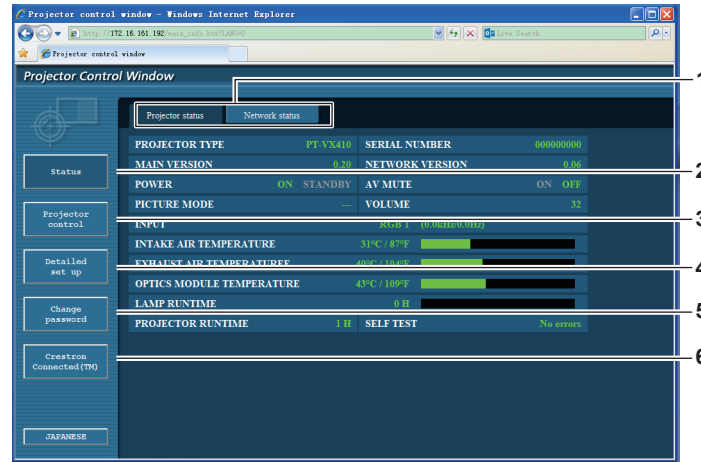 Projector control window - Windows Internet Explorer
http://172.16.161.192/main_info.htm?LANG=0
Live Search
Projector control window
Projector Control Window
1
Projector status Network status
PROJECTOR TYPE PT-VX410 SERIAL NUMBER 000000000
MAIN VERSION 0.20 NETWORK VERSION 0.06
Status
2
POWER ON STANDBY AV MUTE ON OFF
PICTURE MODE — VOLUME 32
Projector
control
3
INPUT RGB 1 (0.0kHz/0.0Hz)
INTAKE AIR TEMPERATURE 31°C / 87°F
Detailed
set up
4
EXHAUST AIR TEMPERATUREE 40°C / 104°F
OPTICS MODULE TEMPERATURE 43°C / 109°F
LAMP RUNTIME 0 H
Change
password
5
PROJECTOR RUNTIME 1 H SELF TEST No errors
Crestron
Connected(TM)
6
JAPANESE